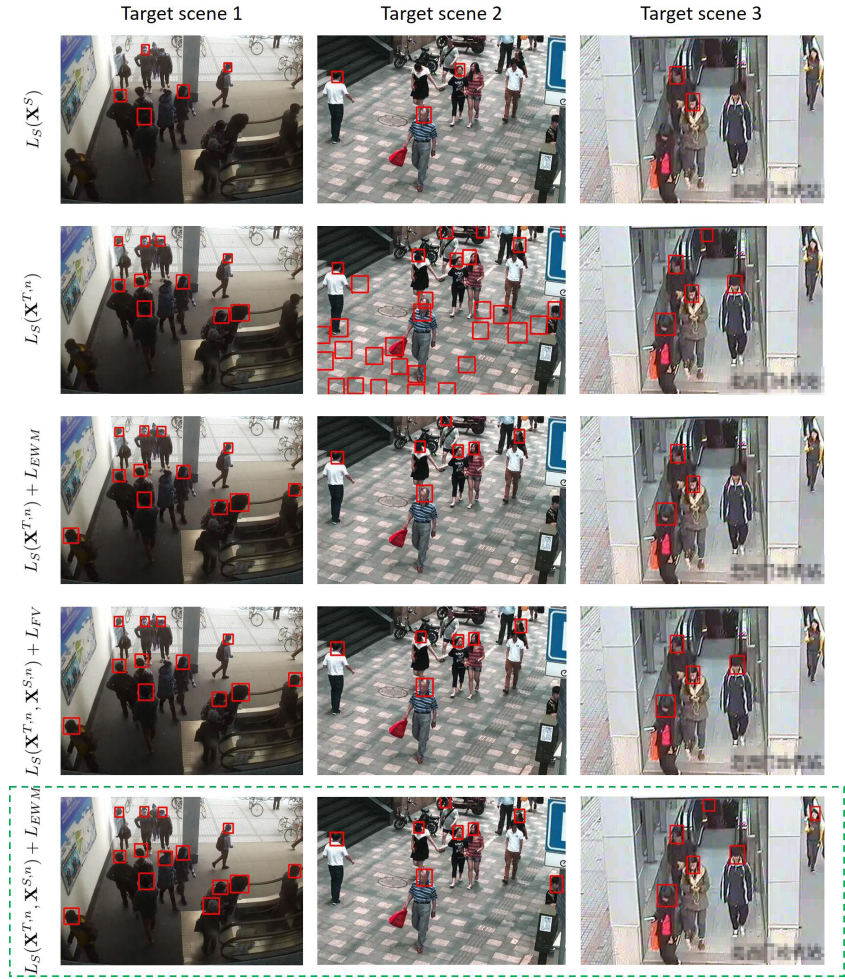 Target scene 1 Target scene 2 Target scene 3
L_S(X^S)
L_S(X^{T,n})
L_S(X^{T,n}) + L_{EWM}
L_S(X^{T,n}, X^{S,n}) + L_{FV}
L_S(X^{T,n}, X^{S,n}) + L_{EWM}